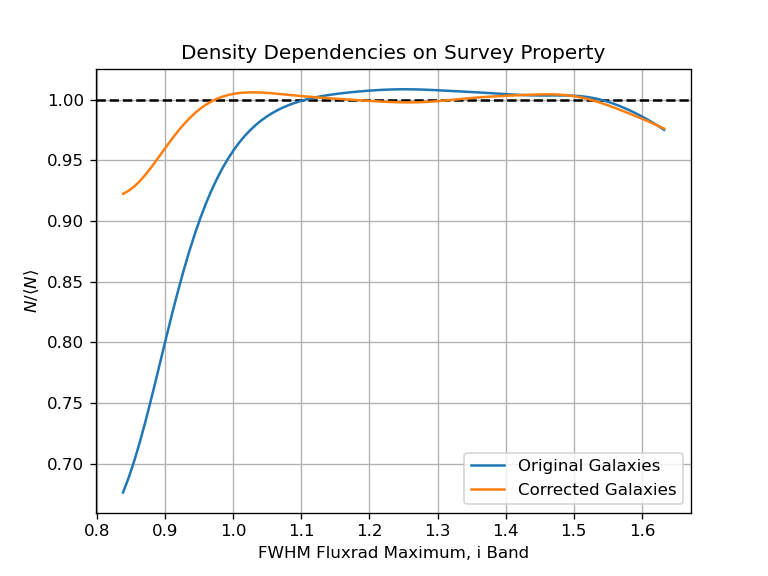 Density Dependencies on Survey Property
N/⟨N⟩
1.00
0.95
0.90
0.85
0.80
0.75
0.70
0.8 0.9 1.0 1.1 1.2 1.3 1.4 1.5 1.6
FWHM Fluxrad Maximum, i Band
Original Galaxies
Corrected Galaxies